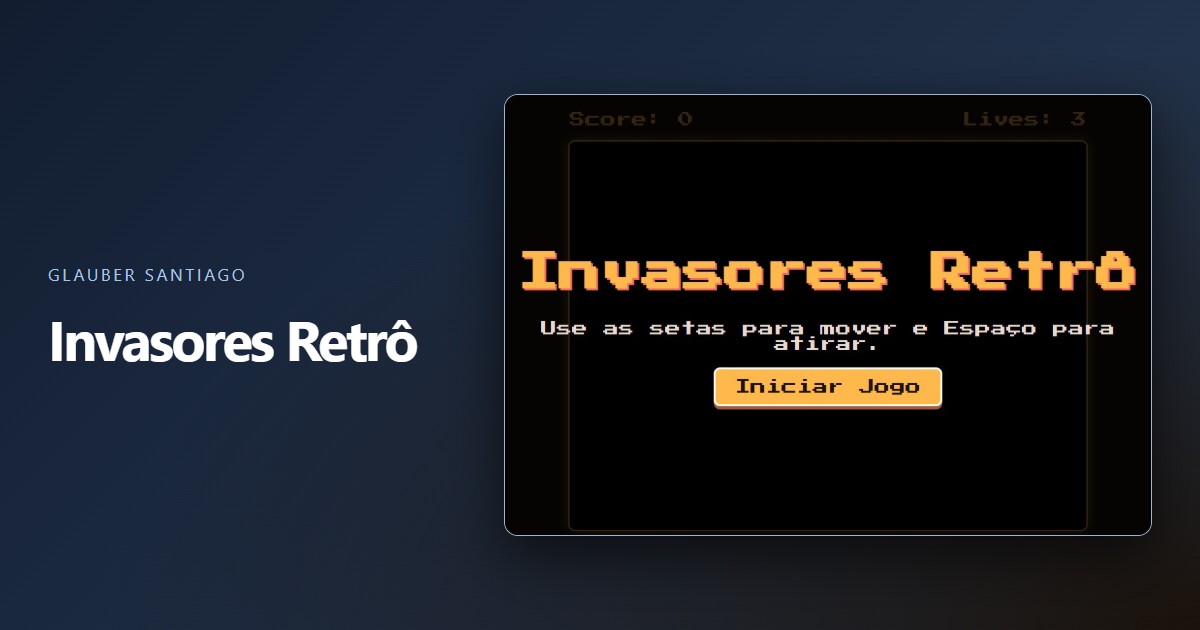 GLAUBER SANTIAGO
Invasores Retrô
Score: 0
Lives: 3
Invasores Retrô
Use as setas para mover e Espaço para
atirar.
Iniciar Jogo